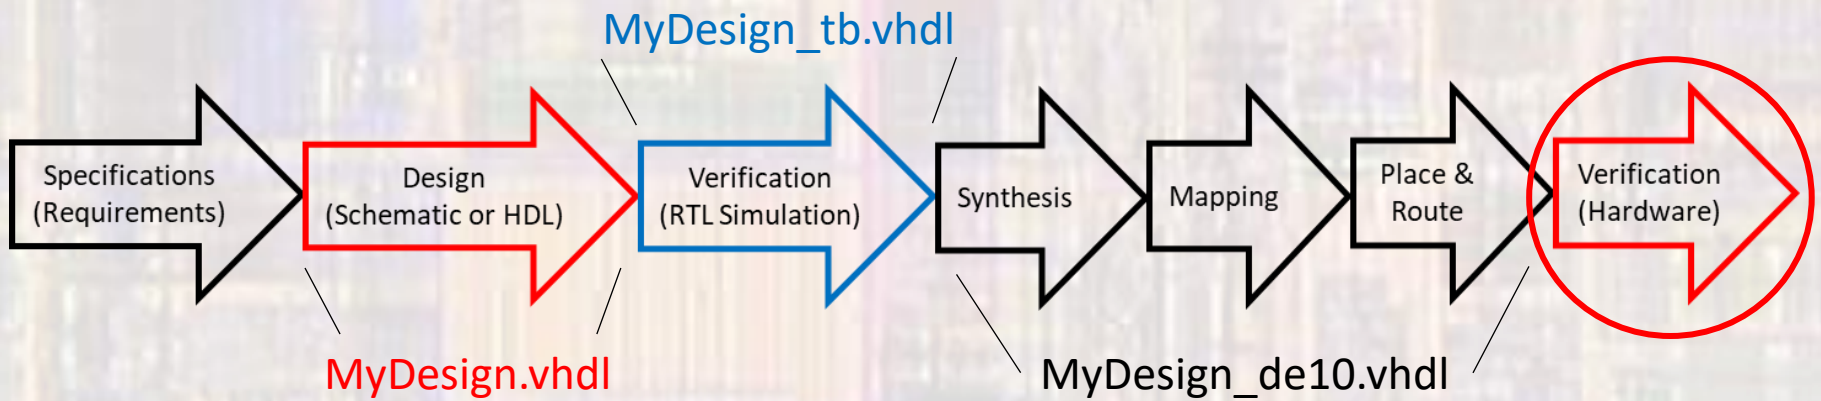 MyDesign_tb.vhdl
Specifications
(Requirements)
Design
(Schematic or HDL)
Verification
(RTL Simulation)
Synthesis
Mapping
Place &
Route
Verification
(Hardware)
MyDesign.vhdl
MyDesign_de10.vhdl